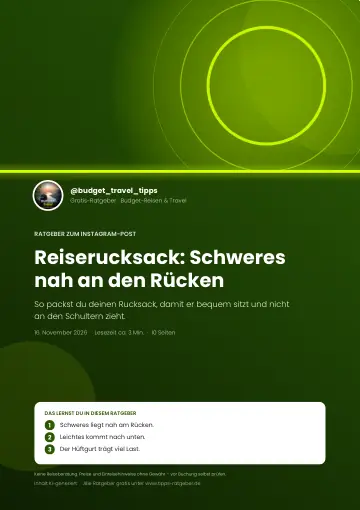 @budget_travel_tipps
Gratis-Ratgeber · Budget-Reisen & Travel
RATGEBER ZUM INSTAGRAM-POST
Reiserucksack: Schweres
nah an den Rücken
So packst du deinen Rucksack, damit er bequem sitzt und nicht
an den Schultern zieht.
16. November 2026 · Lesezeit ca. 3 Min. · 10 Seiten
DAS LERNST DU IN DIESEM RATGEBER
1 Schweres liegt nah am Rücken.
2 Leichtes kommt nach unten.
3 Der Hüftgurt trägt viel Last.
Keine Reiseberatung. Preise und Einreisehinweise ohne Gewähr – vor Buchung selbst prüfen.
Inhalt KI-generiert · Alle Ratgeber gratis unter www.tipps-ratgeber.de